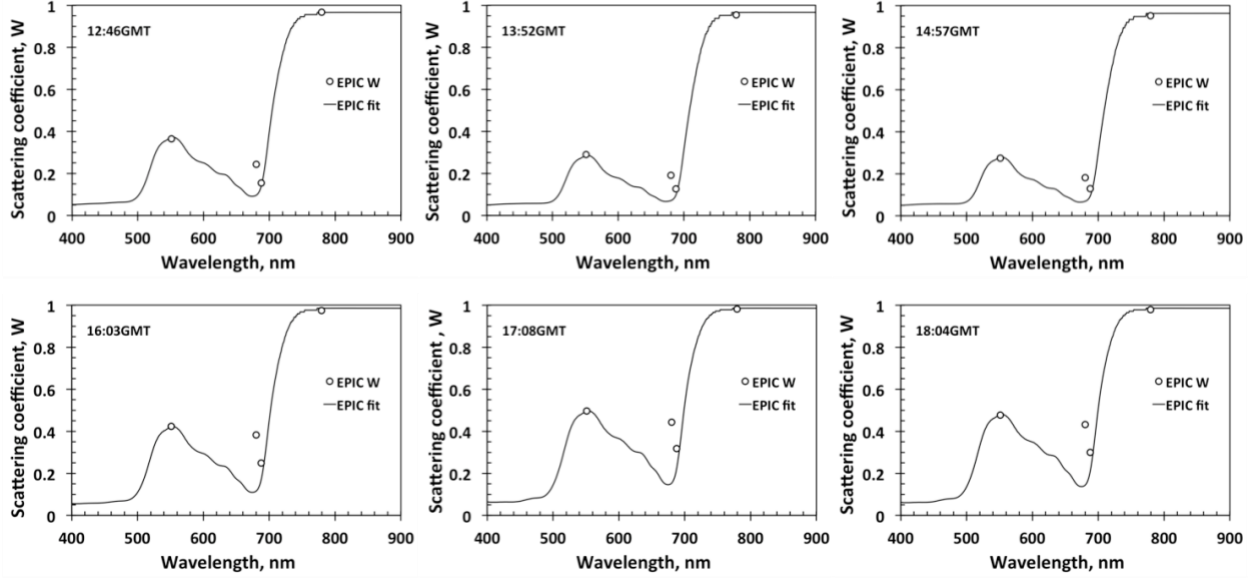 Scattering coefficient, W
1
0.8
0.6
0.4
0.2
0
12:46GMT
EPIC W
EPIC fit
400 500 600 700 800 900
Wavelength, nm
Scattering coefficient, W
1
0.8
0.6
0.4
0.2
0
13:52GMT
EPIC W
EPIC fit
400 500 600 700 800 900
Wavelength, nm
Scattering coefficient, W
1
0.8
0.6
0.4
0.2
0
14:57GMT
EPIC W
EPIC fit
400 500 600 700 800 900
Wavelength, nm
Scattering coefficient, W
1
0.8
0.6
0.4
0.2
0
16:03GMT
EPIC W
EPIC fit
400 500 600 700 800 900
Wavelength, nm
Scattering coefficient , W
1
0.8
0.6
0.4
0.2
0
17:08GMT
EPIC W
EPIC fit
400 500 600 700 800 900
Wavelength, nm
Scattering coefficient, W
1
0.8
0.6
0.4
0.2
0
18:04GMT
EPIC W
EPIC fit
400 500 600 700 800 900
Wavelength, nm